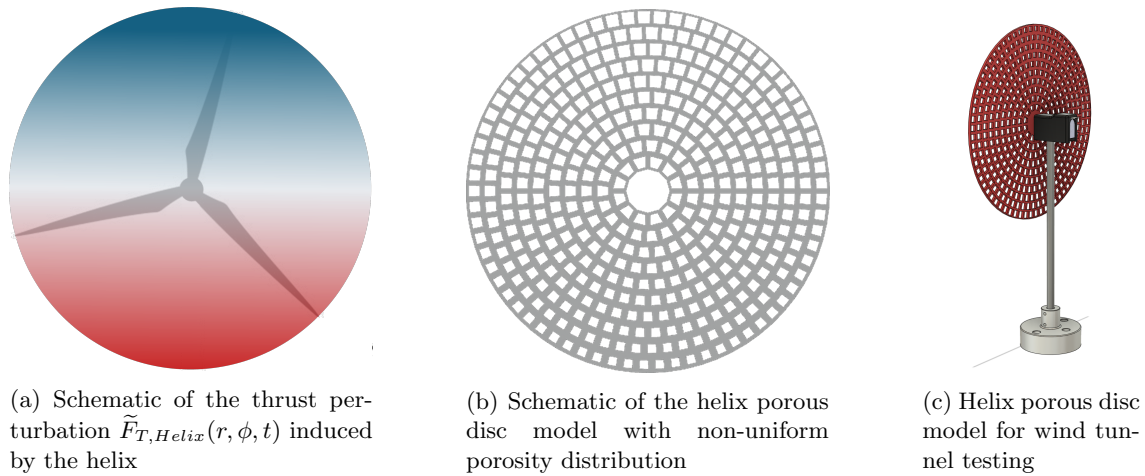 (a) Schematic of the thrust per-
turbation F̃_{T,Helix}(r, ϕ, t) induced
by the helix
(b) Schematic of the helix porous
disc model with non-uniform
porosity distribution
(c) Helix porous disc
model for wind tun-
nel testing